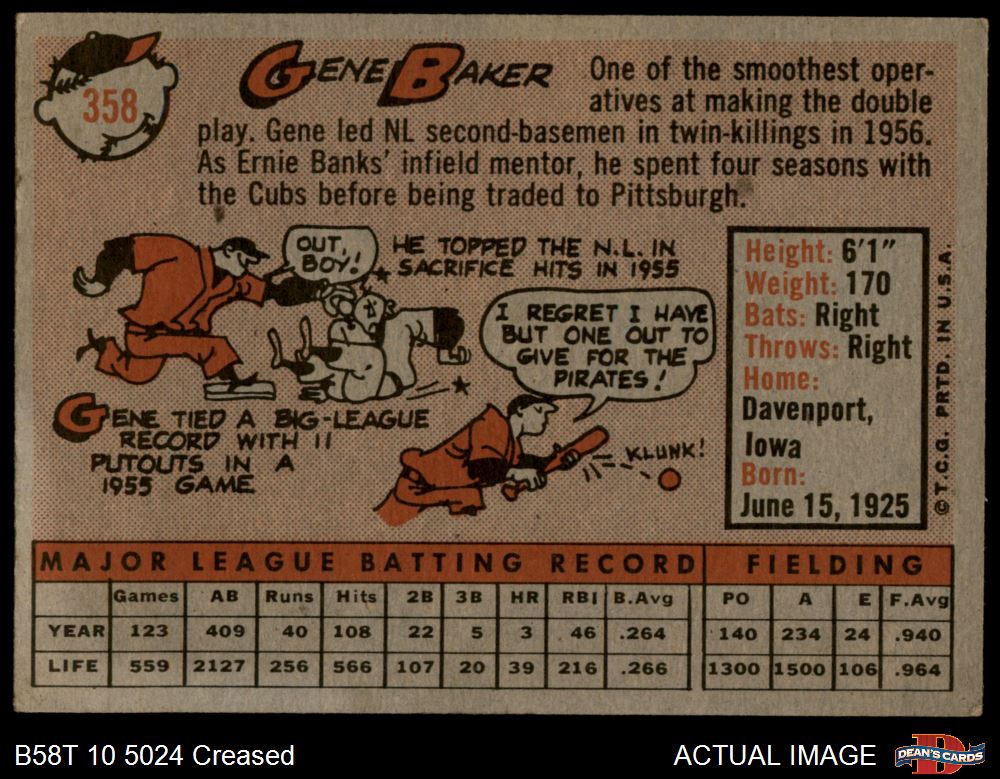 358
GENE BAKER
One of the smoothest oper-
atives at making the double
play. Gene led NL second-basemen in twin-killings in 1956.
As Ernie Banks' infield mentor, he spent four seasons with
the Cubs before being traded to Pittsburgh.
OUT,
BOY!
HE TOPPED THE N.L. IN
SACRIFICE HITS IN 1955
I REGRET I HAVE
BUT ONE OUT TO
GIVE FOR THE
PIRATES!
GENE TIED A BIG-LEAGUE
RECORD WITH 11
PUTOUTS IN A
1955 GAME
KLUNK!
Height: 6'1"
Weight: 170
Bats: Right
Throws: Right
Home:
Davenport,
Iowa
Born:
June 15, 1925
© T.C.G. PRTD. IN U.S.A.
MAJOR LEAGUE BATTING RECORD FIELDING
Games AB Runs Hits 2B 3B HR RBI B.Avg PO A E F.Avg
YEAR 123 409 40 108 22 5 3 46 .264 140 234 24 .940
LIFE 559 2127 256 566 107 20 39 216 .266 1300 1500 106 .964
B58T 10 5024 Creased
ACTUAL IMAGE
D
DEAN'S CARDS